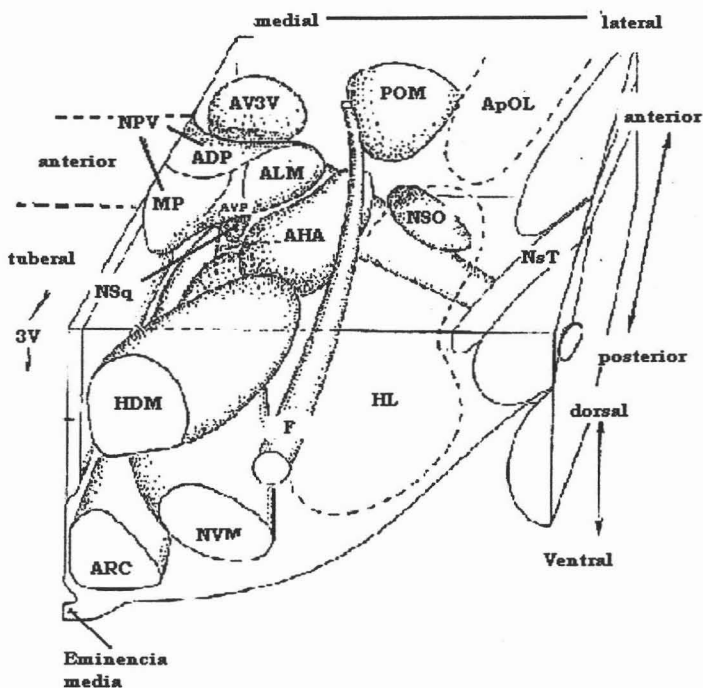 medial
lateral
AV3V
POM
ApOL
NPV
anterior
ADP
anterior
ALM
MP
AVP
NSO
AHA
tuberal
NsT
NSq
3V
posterior
HDM
HL
dorsal
F
NVM
Ventral
ARC
Eminencia
media